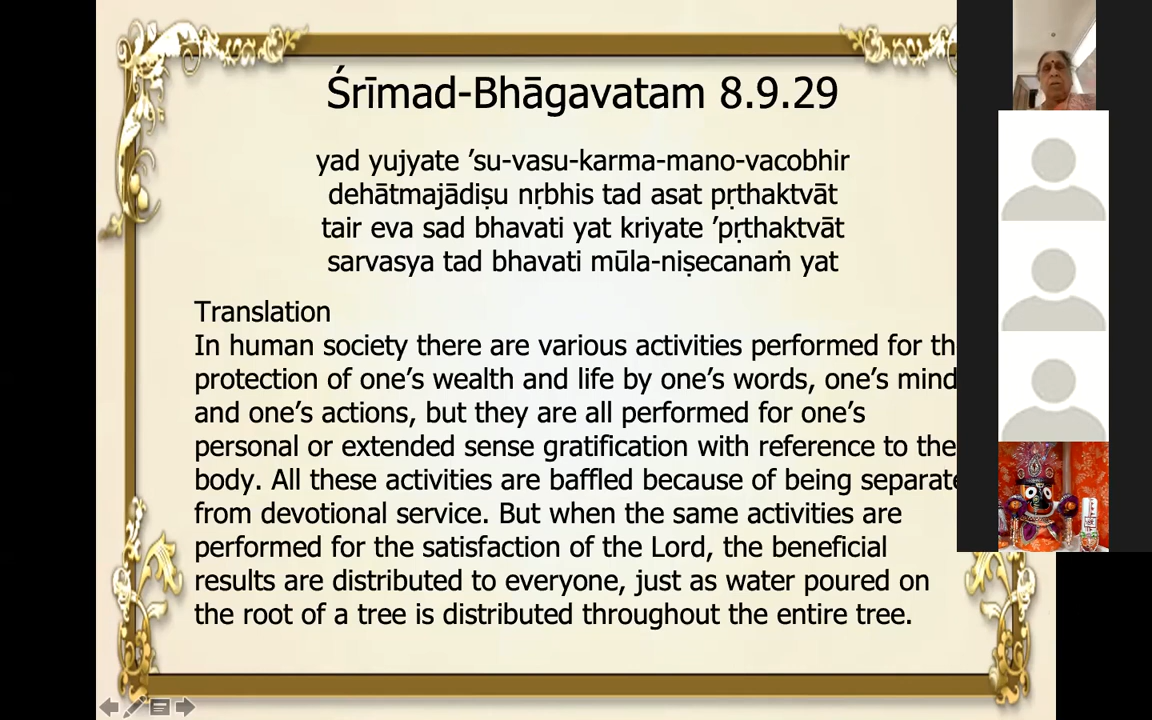 Śrīmad-Bhāgavatam 8.9.29
yad yujyate ’su-vasu-karma-mano-vacobhir
dehātmajādiṣu nṛbhis tad asat pṛthaktvāt
tair eva sad bhavati yat kriyate ’pṛthaktvāt
sarvasya tad bhavati mūla-niṣecanaṁ yat
Translation
In human society there are various activities performed for th
protection of one’s wealth and life by one’s words, one’s mind
and one’s actions, but they are all performed for one’s
personal or extended sense gratification with reference to the
body. All these activities are baffled because of being separate
from devotional service. But when the same activities are
performed for the satisfaction of the Lord, the beneficial
results are distributed to everyone, just as water poured on
the root of a tree is distributed throughout the entire tree.